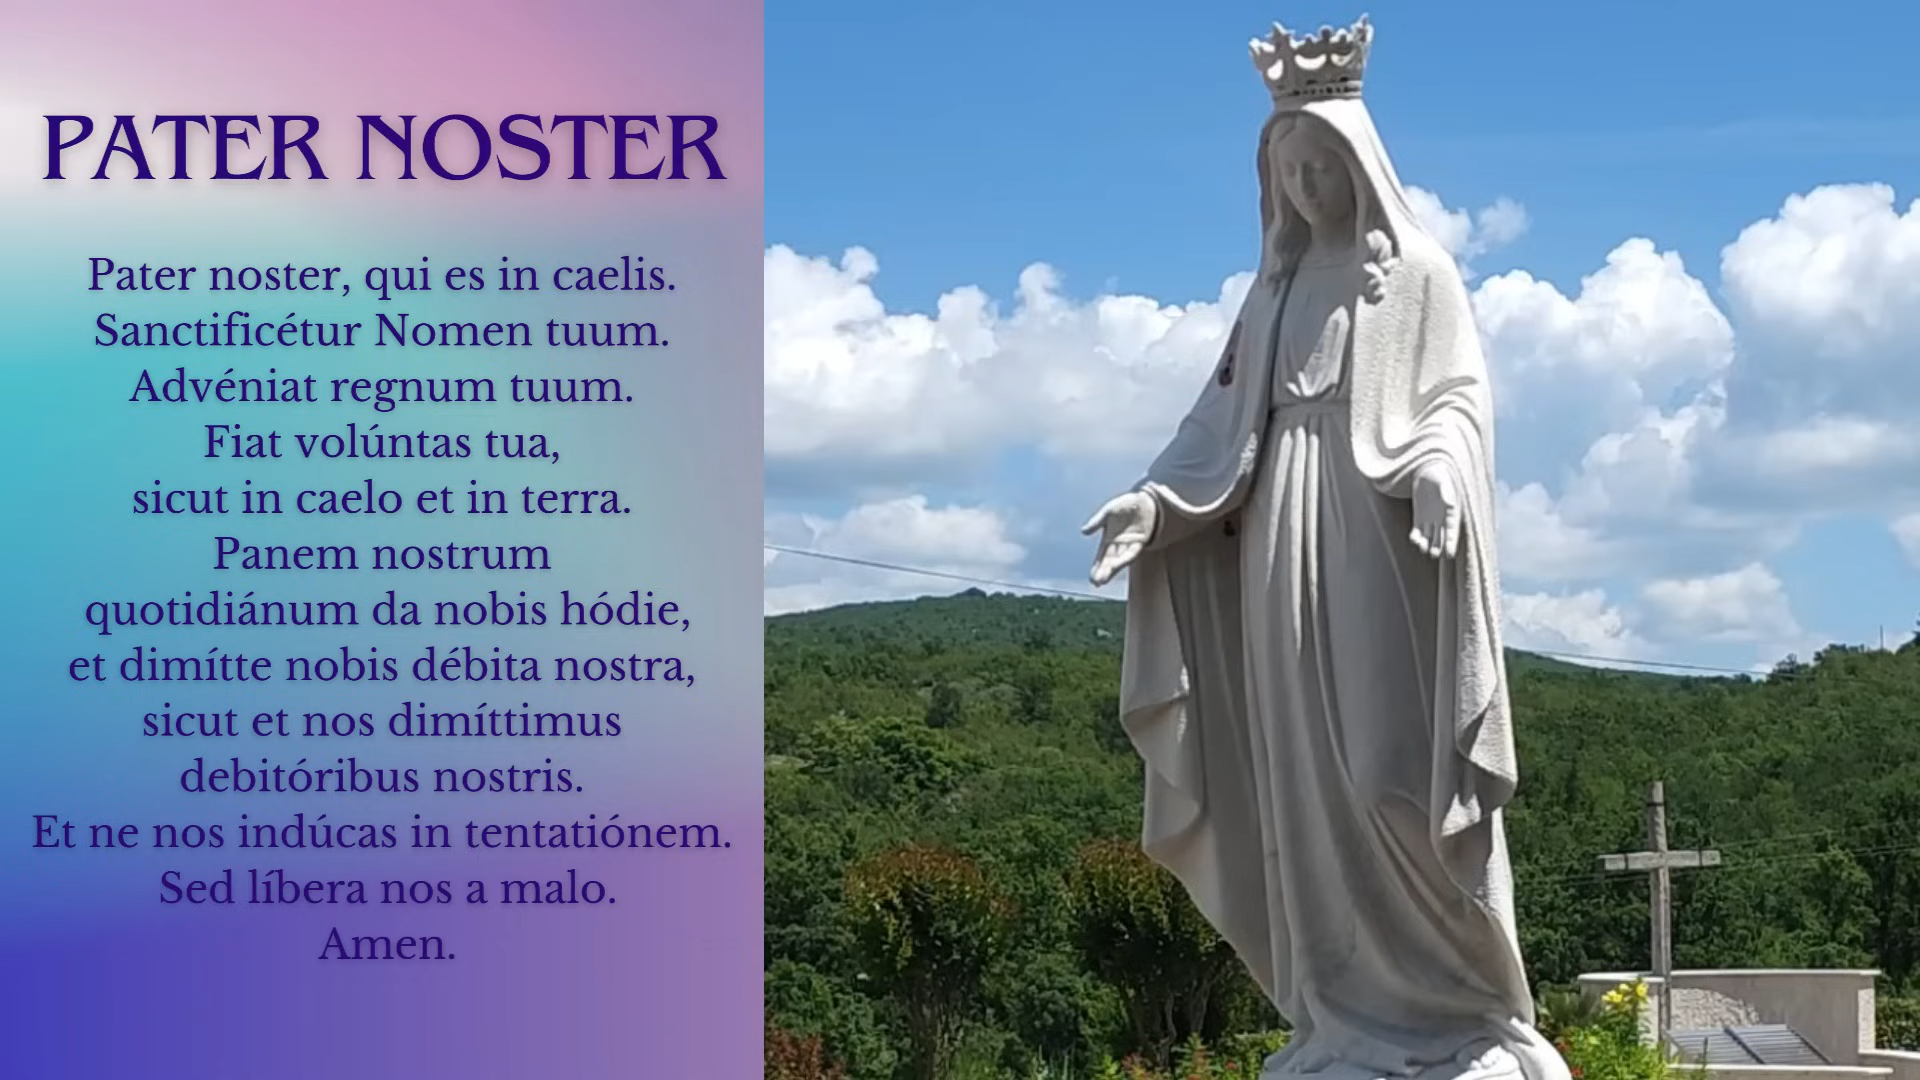 PATER NOSTER
Pater noster, qui es in caelis.
Sanctificétur Nomen tuum.
Advéniat regnum tuum.
Fiat volúntas tua,
sicut in caelo et in terra.
Panem nostrum
quotidiánum da nobis hódie,
et dimítte nobis débita nostra,
sicut et nos dimíttimus
debitóribus nostris.
Et ne nos indúcas in tentatiónem.
Sed líbera nos a malo.
Amen.